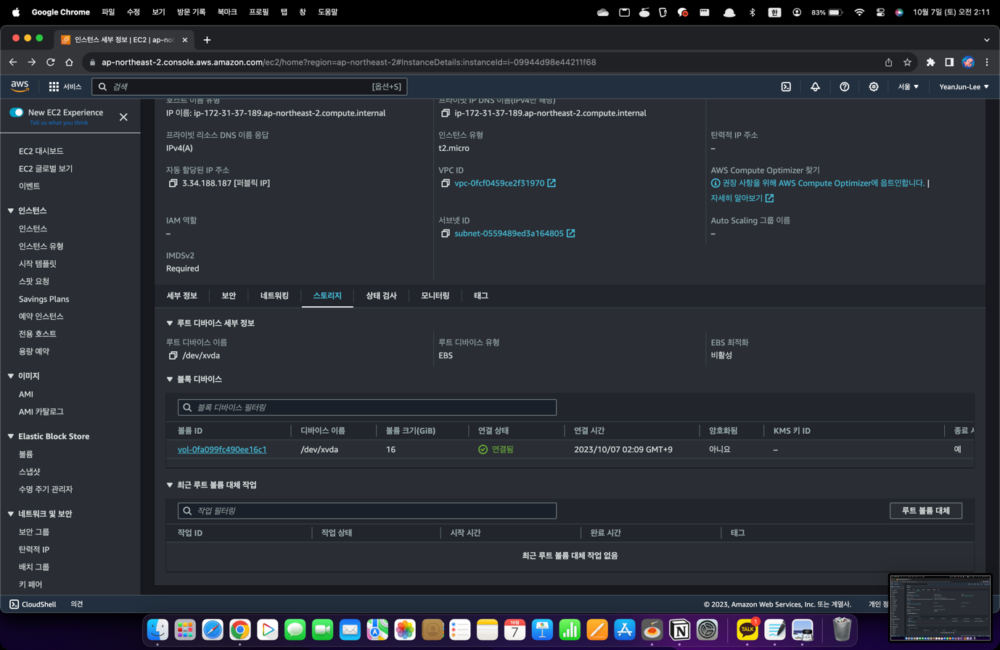 Google Chrome 파일 수정 보기 방문 기록 북마크 프로필 탭 창 도움말 한 83% 10월 7일 (토) 오전 2:11
인스턴스 세부 정보 | EC2 | ap-nor
ap-northeast-2.console.aws.amazon.com/ec2/home?region=ap-northeast-2#InstanceDetails:instanceId=i-09944d98e44211f68
aws 서비스 검색 [옵션+S] 서울 YeanJun-Lee
New EC2 Experience
Tell us what you think
EC2 대시보드
EC2 글로벌 보기
이벤트
인스턴스
인스턴스
인스턴스 유형
시작 템플릿
스팟 요청
Savings Plans
예약 인스턴스
전용 호스트
용량 예약
이미지
AMI
AMI 카탈로그
Elastic Block Store
볼륨
스냅샷
수명 주기 관리자
네트워크 및 보안
보안 그룹
탄력적 IP
배치 그룹
키 페어
호스트 이름 유형
IP 이름: ip-172-31-37-189.ap-northeast-2.compute.internal
프라이빗 IP DNS 이름(IPv4만 해당)
ip-172-31-37-189.ap-northeast-2.compute.internal
프라이빗 리소스 DNS 이름 응답
IPv4(A)
인스턴스 유형
t2.micro
탄력적 IP 주소
–
자동 할당된 IP 주소
3.34.188.187 [퍼블릭 IP]
VPC ID
vpc-0fcf0459ce2f31970
AWS Compute Optimizer 찾기
권장 사항을 위해 AWS Compute Optimizer에 옵트인합니다. |
자세히 알아보기
IAM 역할
–
서브넷 ID
subnet-0559489ed3a164805
Auto Scaling 그룹 이름
–
IMDSv2
Required
세부 정보 보안 네트워킹 스토리지 상태 검사 모니터링 태그
루트 디바이스 세부 정보
루트 디바이스 이름
/dev/xvda
루트 디바이스 유형
EBS
EBS 최적화
비활성
블록 디바이스
블록 디바이스 필터링
볼륨 ID 디바이스 이름 볼륨 크기(GiB) 연결 상태 연결 시간 암호화됨 KMS 키 ID 종료
vol-0fa099fc490ee16c1 /dev/xvda 16 연결됨 2023/10/07 02:09 GMT+9 아니요 – 예
최근 루트 볼륨 대체 작업
작업 필터링
루트 볼륨 대체
작업 ID 작업 상태 시작 시간 완료 시간 태그
최근 루트 볼륨 대체 작업 없음
CloudShell 의견 © 2023, Amazon Web Services, Inc. 또는 계열사. 개인
10월
7
TALK
1